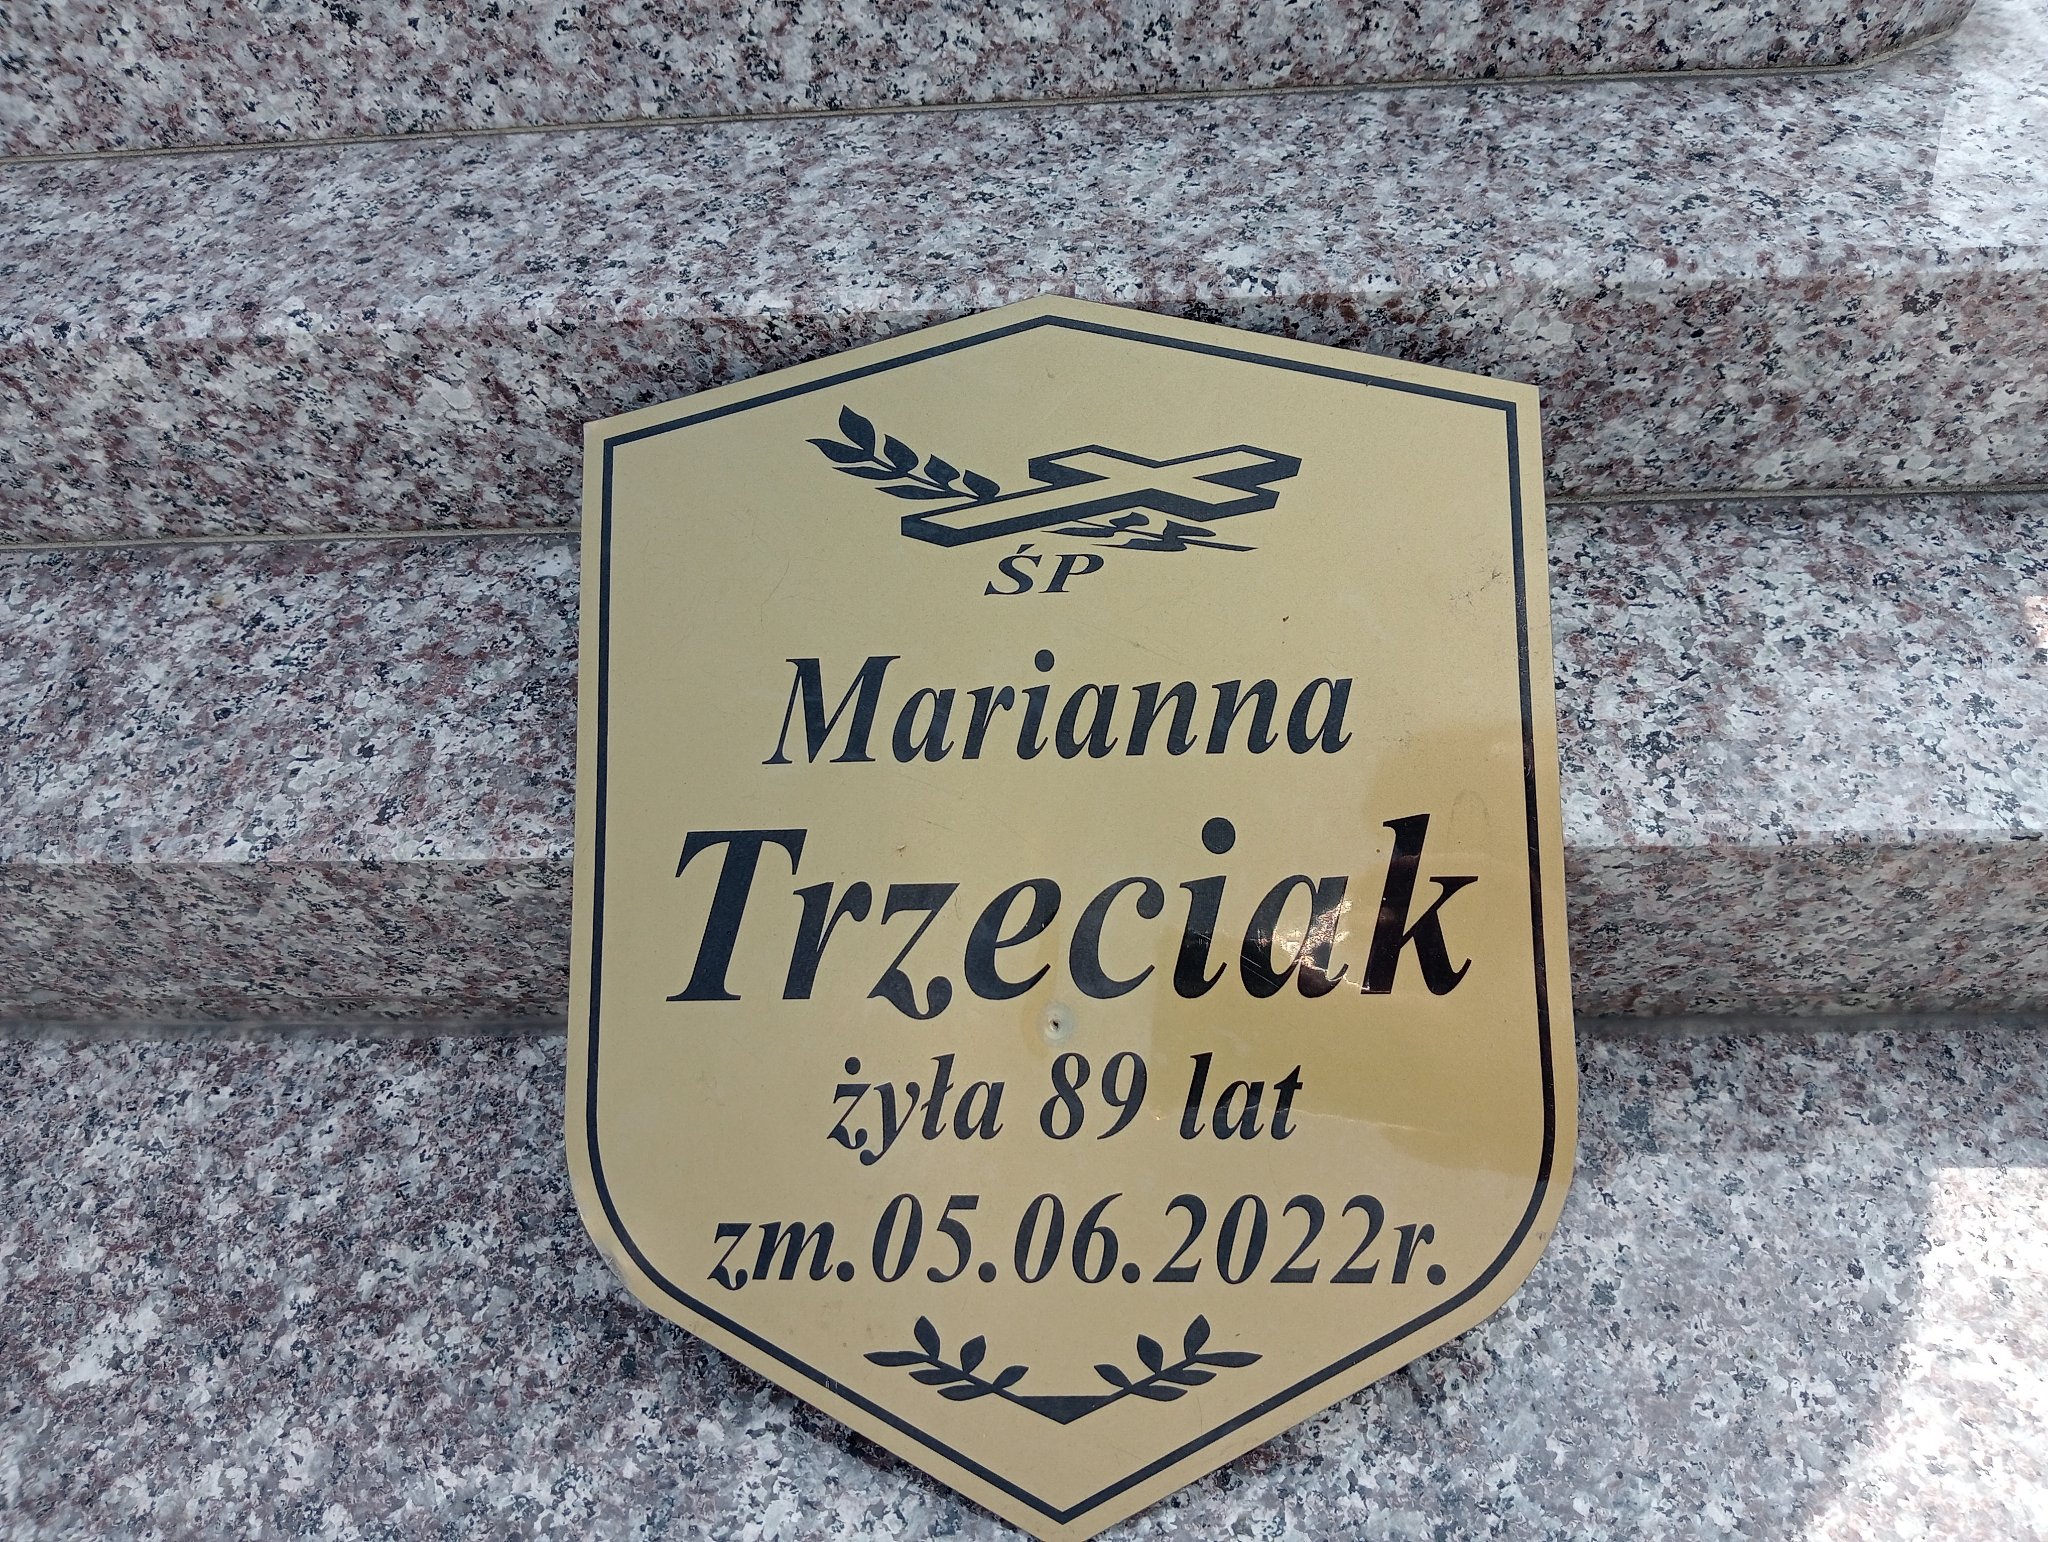 ŚP
Marianna
Trzeciak
żyła 89 lat
zm.05.06.2022r.